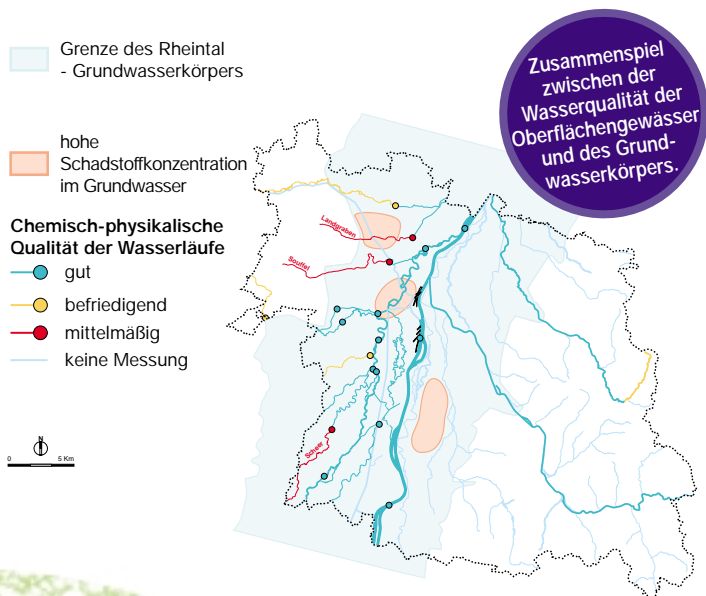 Grenze des Rheintal
- Grundwasserkörpers
hohe
Schadstoffkonzentration
im Grundwasser
Chemisch-physikalische
Qualität der Wasserläufe
gut
befriedigend
mittelmäßig
keine Messung
N
0 5 Km
Zusammenspiel
zwischen der
Wasserqualität der
Oberflächengewässer
und des Grund-
wasserkörpers.
Landgraben
Souffel
Scheer